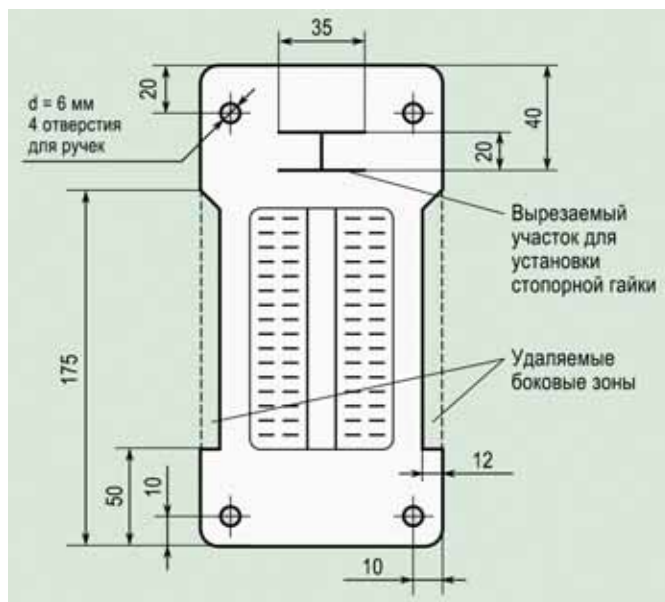 35
20
d = 6 мм
4 отверстия
для ручек
40
20
Вырезаемый
участок для
установки
стопорной гайки
175
Удаляемые
боковые зоны
12
50
10
10